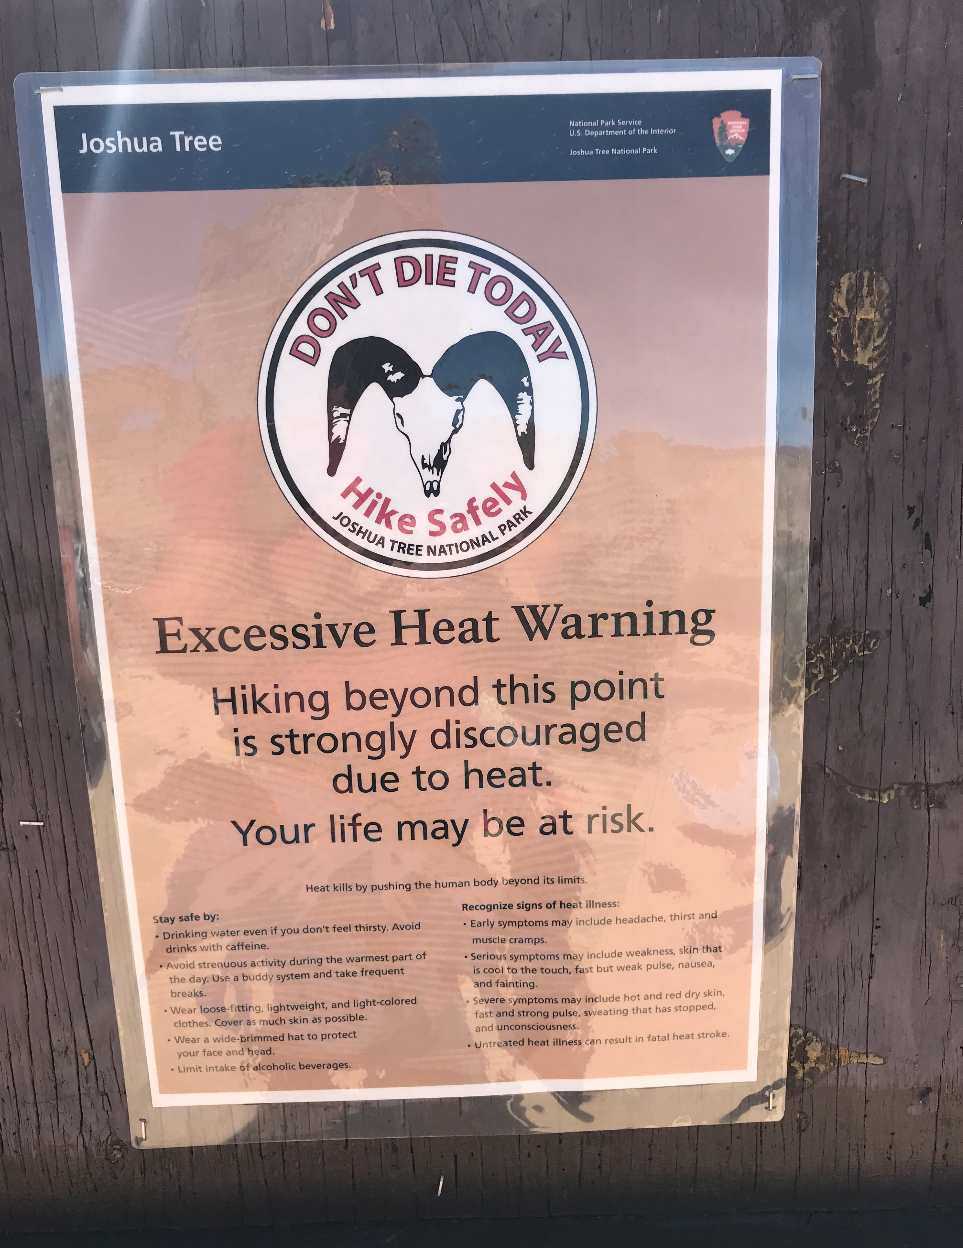 Joshua Tree
National Park Service
U.S. Department of the Interior
Joshua Tree National Park
DON'T DIE TODAY
Hike Safely
JOSHUA TREE NATIONAL PARK
Excessive Heat Warning
Hiking beyond this point
is strongly discouraged
due to heat.
Your life may be at risk.
Heat kills by pushing the human body beyond its limits.
Stay safe by:
• Drinking water even if you don't feel thirsty. Avoid
drinks with caffeine.
• Avoid strenuous activity during the warmest part of
the day. Use a buddy system and take frequent
breaks.
• Wear loose-fitting, lightweight, and light-colored
clothes. Cover as much skin as possible.
• Wear a wide-brimmed hat to protect
your face and head.
• Limit intake of alcoholic beverages.
Recognize signs of heat illness:
• Early symptoms may include headache, thirst and
muscle cramps.
• Serious symptoms may include weakness, skin that
is cool to the touch, fast but weak pulse, nausea,
and fainting.
• Severe symptoms may include hot and red dry skin,
fast and strong pulse, sweating that has stopped,
and unconsciousness.
• Untreated heat illness can result in fatal heat stroke.